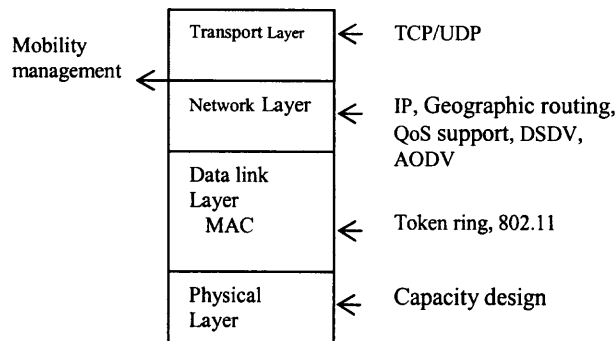 Mobility
management
Transport Layer
TCP/UDP
Network Layer
IP, Geographic routing,
QoS support, DSDV,
AODV
Data link
Layer
MAC
Token ring, 802.11
Physical
Layer
Capacity design